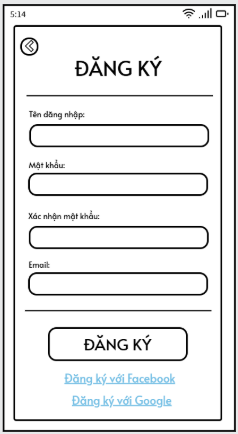 5:14
ĐĂNG KÝ
Tên đăng nhập:
Mật khẩu:
Xác nhận mật khẩu:
Email:
ĐĂNG KÝ
Đăng ký với Facebook
Đăng ký với Google